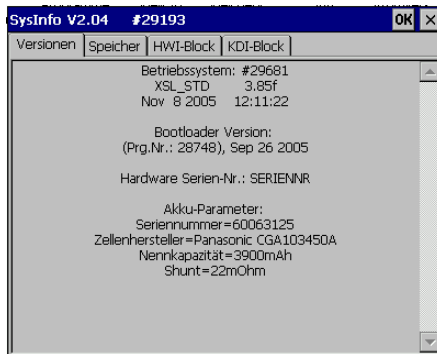 SysInfo V2.04 #29193 OK ×
Versionen Speicher HWI-Block KDI-Block
Betriebssystem: #29681
XSL_STD 3.85f
Nov 8 2005 12:11:22
Bootloader Version:
(Prg.Nr.: 28748), Sep 26 2005
Hardware Serien-Nr.: SERIENNR
Akku-Parameter:
Seriennummer=60063125
Zellenhersteller=Panasonic CGA103450A
Nennkapazität=3900mAh
Shunt=22mOhm